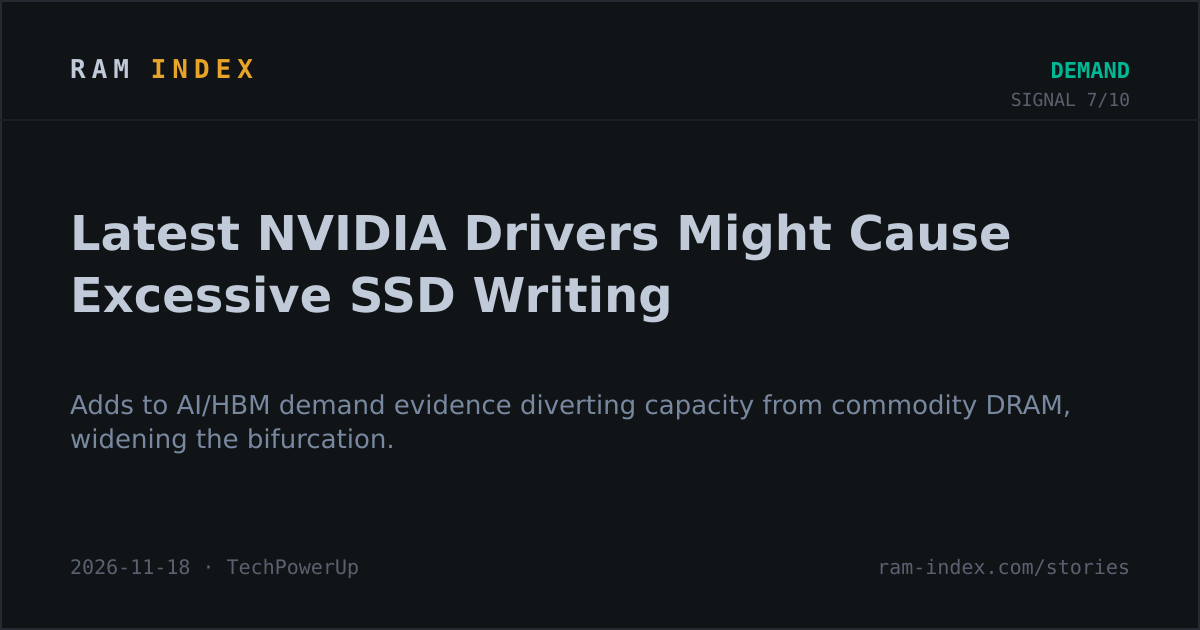 RAM INDEX
DEMAND
SIGNAL 7/10
Latest NVIDIA Drivers Might Cause
Excessive SSD Writing
Adds to AI/HBM demand evidence diverting capacity from commodity DRAM,
widening the bifurcation.
2026-11-18 · TechPowerUp
ram-index.com/stories